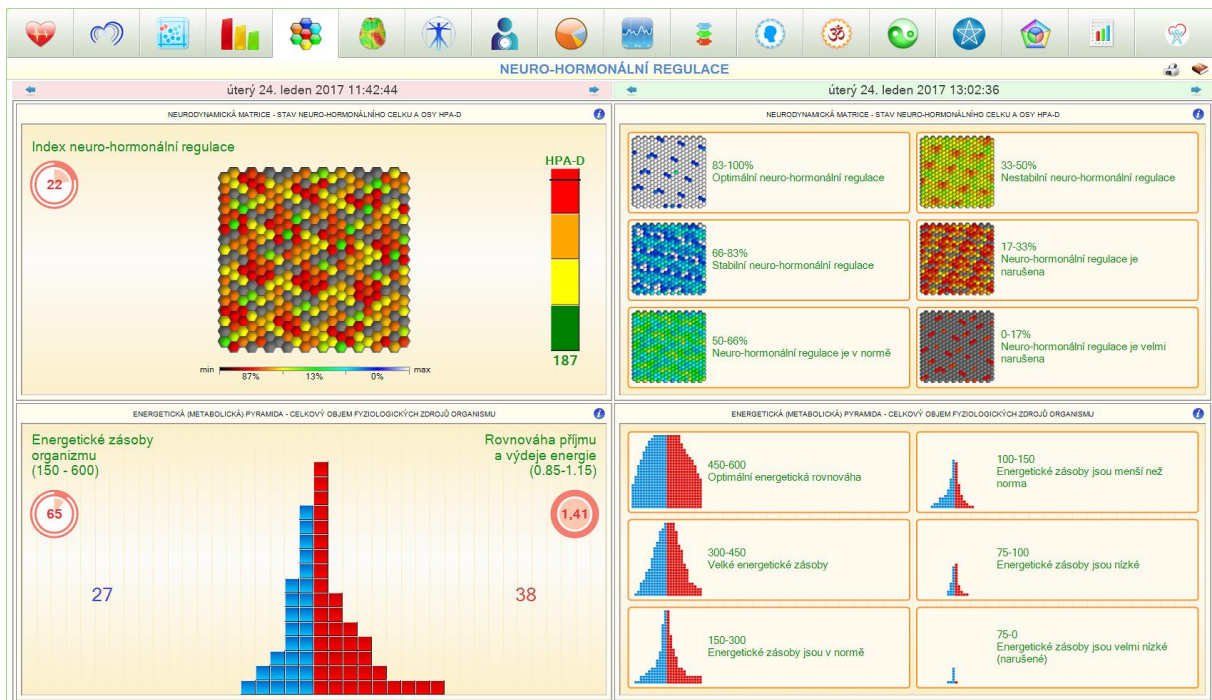 NEURO-HORMONÁLNÍ REGULACE
úterý 24. leden 2017 11:42:44
úterý 24. leden 2017 13:02:36
NEURODYNAMICKÁ MATRICE - STAV NEURO-HORMONÁLNÍHO CELKU A OSY HPA-D
Index neuro-hormonální regulace
22
HPA-D
187
min
87%
13%
0%
max
NEURODYNAMICKÁ MATRICE - STAV NEURO-HORMONÁLNÍHO CELKU A OSY HPA-D
83-100%
Optimální neuro-hormonální regulace
33-50%
Nestabilní neuro-hormonální regulace
66-83%
Stabilní neuro-hormonální regulace
17-33%
Neuro-hormonální regulace je
narušena
50-66%
Neuro-hormonální regulace je v normě
0-17%
Neuro-hormonální regulace je velmi
narušena
ENERGETICKÁ (METABOLICKÁ) PYRAMIDA - CELKOVÝ OBJEM FYZIOLOGICKÝCH ZDROJŮ ORGANISMU
Energetické zásoby
organizmu
(150 - 600)
65
27
Rovnováha příjmu
a výdeje energie
(0.85-1.15)
1,41
38
ENERGETICKÁ (METABOLICKÁ) PYRAMIDA - CELKOVÝ OBJEM FYZIOLOGICKÝCH ZDROJŮ ORGANISMU
450-600
Optimální energetická rovnováha
100-150
Energetické zásoby jsou menší než
norma
300-450
Velké energetické zásoby
75-100
Energetické zásoby jsou nízké
150-300
Energetické zásoby jsou v normě
75-0
Energetické zásoby jsou velmi nízké
(narušené)